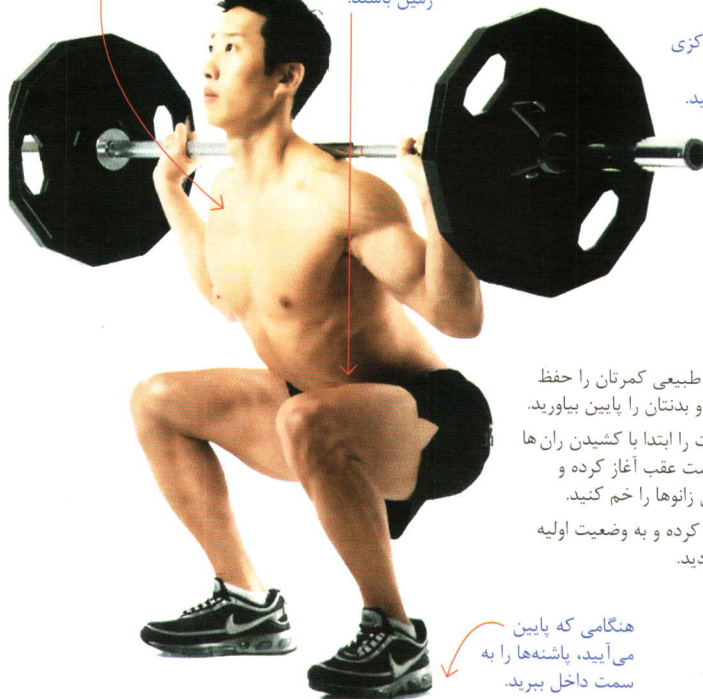 زمین باشند.
کزی
ید.
طبیعی کمرتان را حفظ
و بدنتان را پایین بیاورید.
ت را ابتدا با کشیدن ران ها
ست عقب آغاز کرده و
زانوها را خم کنید.
کرده و به وضعیت اولیه
دید.
هنگامی که پایین
می‌آیید، پاشنه‌ها را به
سمت داخل ببرید.